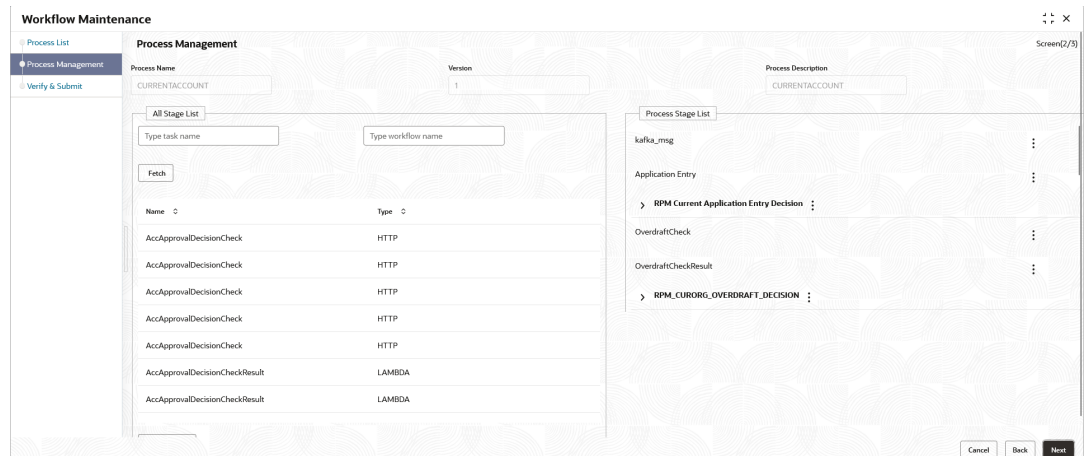 Workflow Maintenance
Process List
Process Management
Verify & Submit
Process Management
Screen(2/3)
Process Name
Version
Process Description
CURRENTACCOUNT
1
CURRENTACCOUNT
All Stage List
Type task name
Type workflow name
Fetch
Name
Type
AccApprovalDecisionCheck HTTP
AccApprovalDecisionCheck HTTP
AccApprovalDecisionCheck HTTP
AccApprovalDecisionCheck HTTP
AccApprovalDecisionCheck HTTP
AccApprovalDecisionCheckResult LAMBDA
AccApprovalDecisionCheckResult LAMBDA
Process Stage List
kafka_msg
Application Entry
RPM Current Application Entry Decision
OverdraftCheck
OverdraftCheckResult
RPM_CURORG_OVERDRAFT_DECISION
Cancel
Back
Next